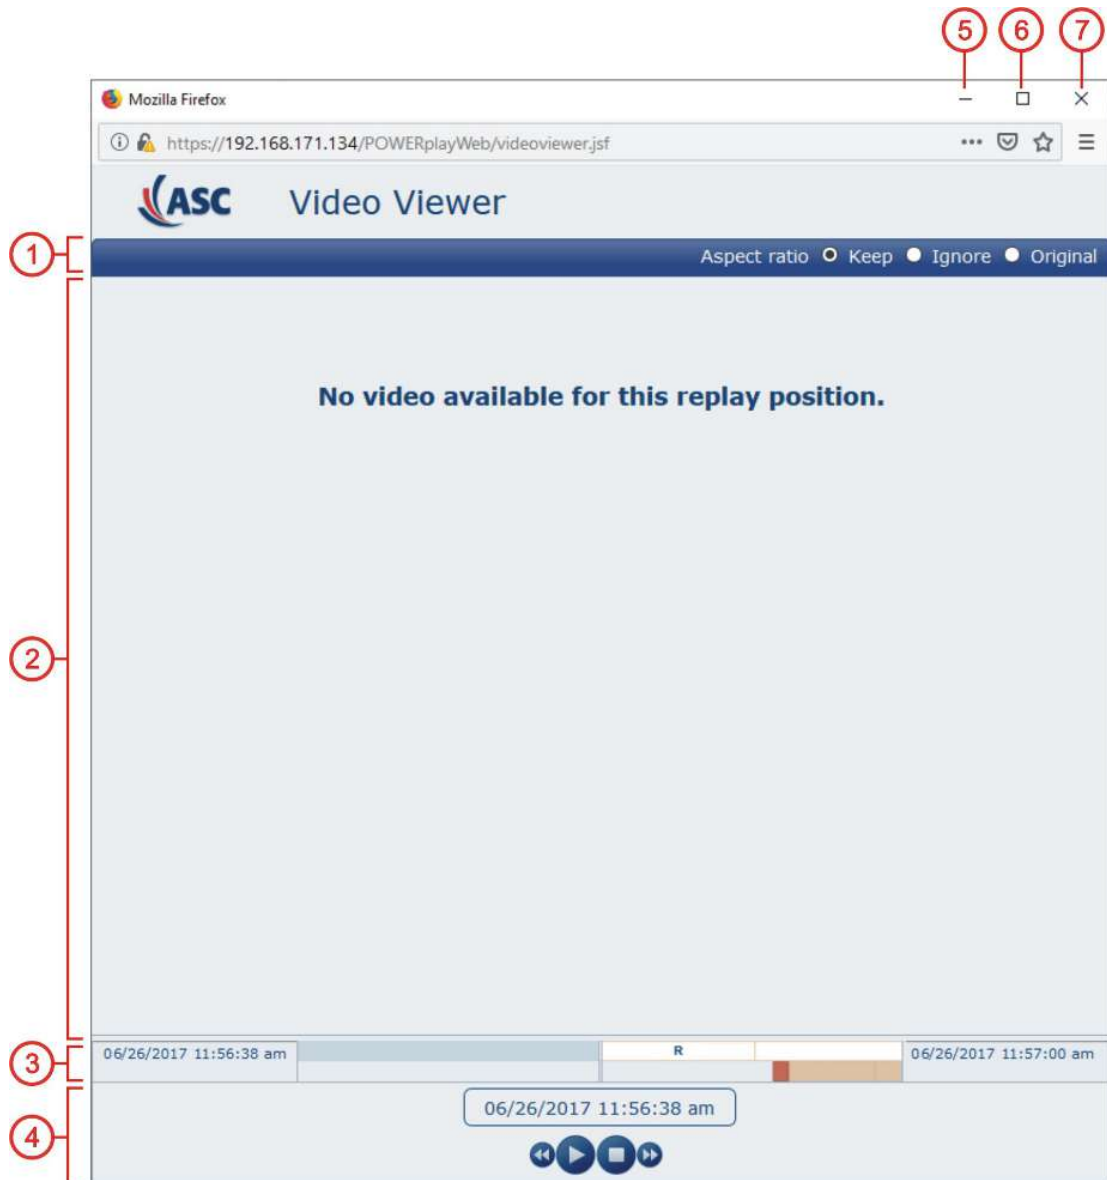 5 6 7
Mozilla Firefox
https://192.168.171.134/POWERplayWeb/videoviewer.jsf
ASC Video Viewer
1
Aspect ratio Keep Ignore Original
No video available for this replay position.
2
3
06/26/2017 11:56:38 am R 06/26/2017 11:57:00 am
4
06/26/2017 11:56:38 am